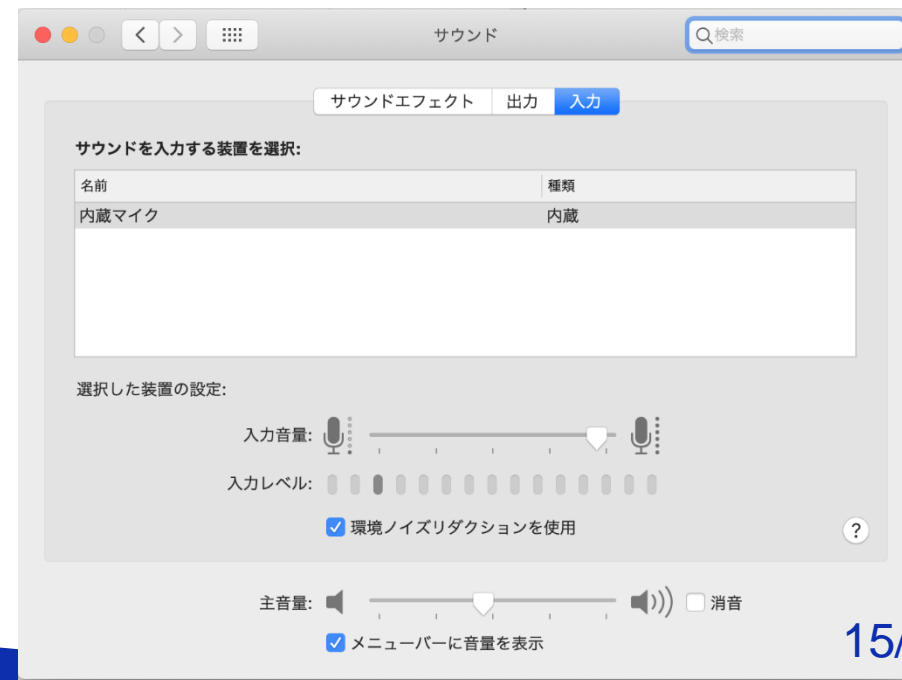 サウンド
検索
サウンドエフェクト 出力 入力
サウンドを入力する装置を選択:
名前 種類
内蔵マイク 内蔵
選択した装置の設定:
入力音量:
入力レベル:
環境ノイズリダクションを使用
?
主音量: 消音
メニューバーに音量を表示
15/